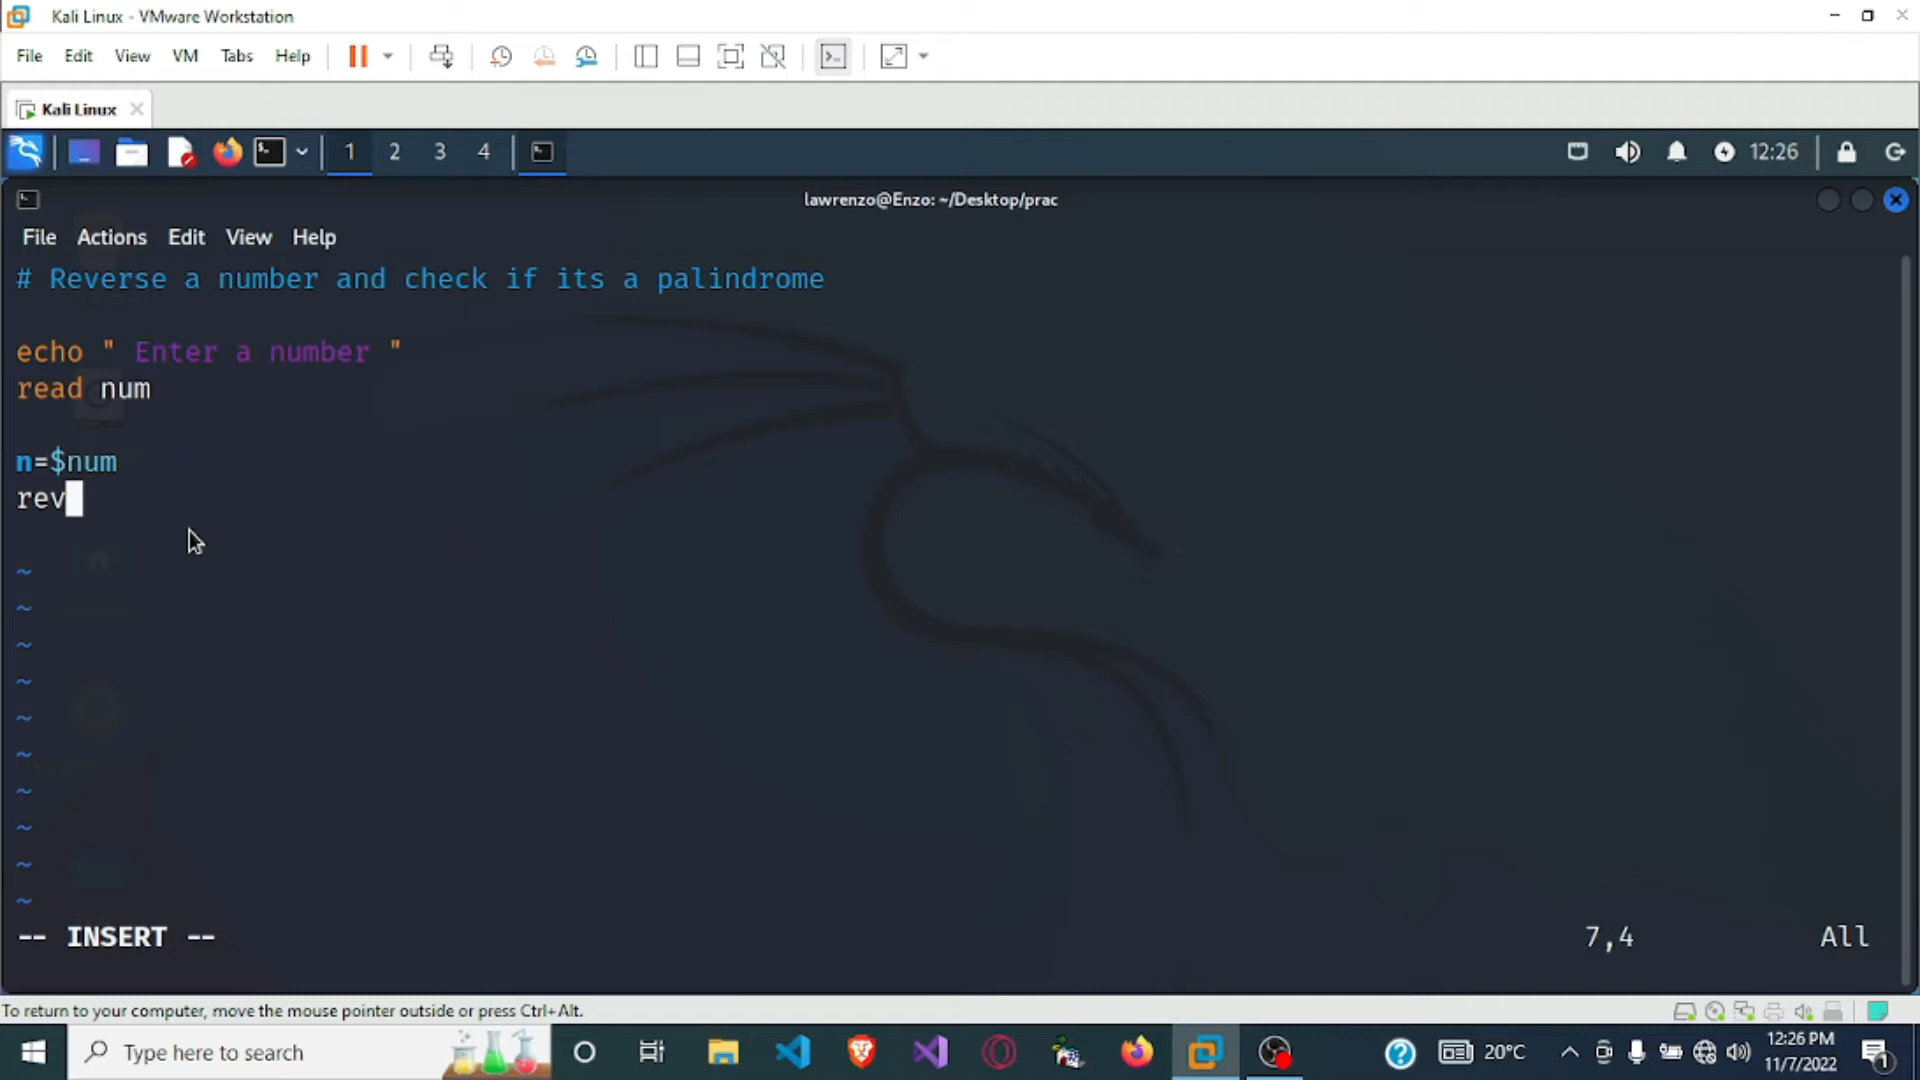 Kali Linux - VMware Workstation
File Edit View VM Tabs Help
Kali Linux
1 2 3 4 12:26
lawrenzo@Enzo: ~/Desktop/prac
File Actions Edit View Help
# Reverse a number and check if its a palindrome
echo " Enter a number "
read num
n=$num
rev
~
~
~
~
~
~
~
~
~
~
-- INSERT -- 7,4 All
To return to your computer, move the mouse pointer outside or press Ctrl+Alt.
Type here to search 20°C 12:26 PM
11/7/2022
1